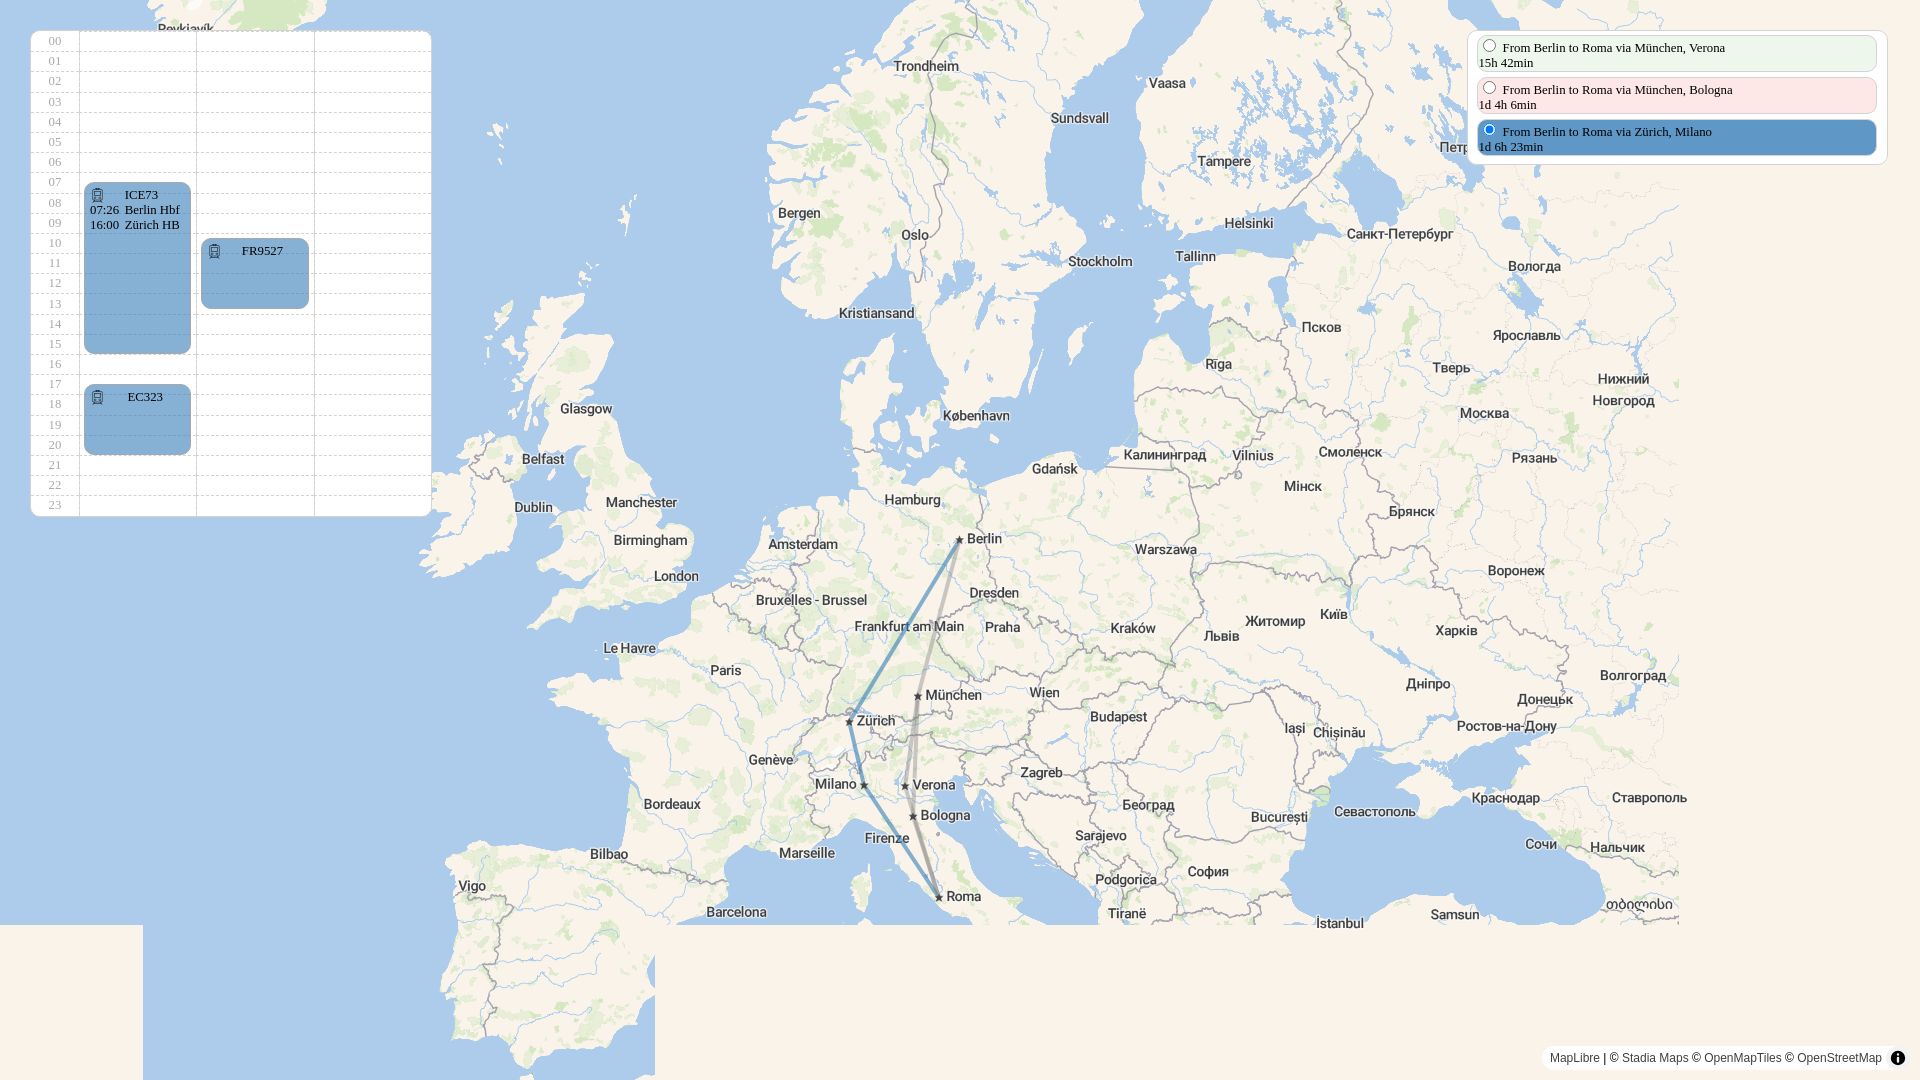 Reykjavík
00
01
02
03
04
05
06
07
08
09
10
11
12
13
14
15
16
17
18
19
20
21
22
23
ICE73
07:26 Berlin Hbf
16:00 Zürich HB
EC323
FR9527
From Berlin to Roma via München, Verona
15h 42min
From Berlin to Roma via München, Bologna
1d 4h 6min
From Berlin to Roma via Zürich, Milano
1d 6h 23min
Trondheim
Vaasa
Sundsvall
Tampere
Петр
Bergen
Helsinki
Oslo
Санкт-Петербург
Stockholm
Tallinn
Вологда
Kristiansand
Псков
Ярославль
Rīga
Тверь
Нижний
Новгород
Glasgow
København
Москва
Belfast
Gdańsk
Калининград
Vilnius
Смоленск
Рязань
Hamburg
Мінск
Manchester
Dublin
Брянск
Birmingham
Amsterdam
Berlin
Warszawa
London
Воронеж
Bruxelles - Brussel
Dresden
Frankfurt am Main
Praha
Kraków
Львів
Житомир
Київ
Харків
Le Havre
Paris
München
Wien
Дніпро
Волгоград
Донецьк
Zürich
Budapest
Iași
Chișinău
Ростов-на-Дону
Genève
Milano
Verona
Zagreb
Bordeaux
Београд
Краснодар
Ставрополь
Bologna
București
Севастополь
Firenze
Sarajevo
Bilbao
Marseille
Сочи
Нальчик
Vigo
Podgorica
София
Roma
Barcelona
Tiranë
İstanbul
Samsun
თბილისი
MapLibre | © Stadia Maps © OpenMapTiles © OpenStreetMap